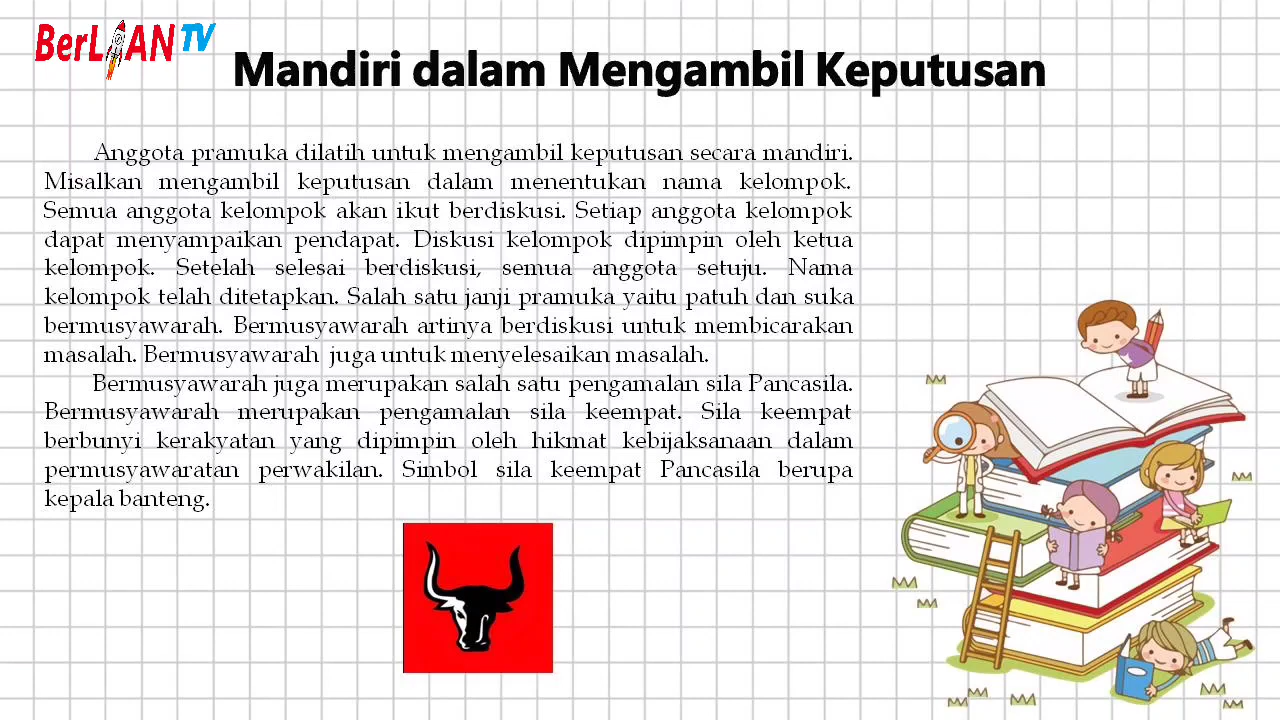 BerLIAN TV
Mandiri dalam Mengambil Keputusan
Anggota pramuka dilatih untuk mengambil keputusan secara mandiri.
Misalkan mengambil keputusan dalam menentukan nama kelompok.
Semua anggota kelompok akan ikut berdiskusi. Setiap anggota kelompok
dapat menyampaikan pendapat. Diskusi kelompok dipimpin oleh ketua
kelompok. Setelah selesai berdiskusi, semua anggota setuju. Nama
kelompok telah ditetapkan. Salah satu janji pramuka yaitu patuh dan suka
bermusyawarah. Bermusyawarah artinya berdiskusi untuk membicarakan
masalah. Bermusyawarah juga untuk menyelesaikan masalah.
Bermusyawarah juga merupakan salah satu pengamalan sila Pancasila.
Bermusyawarah merupakan pengamalan sila keempat. Sila keempat
berbunyi kerakyatan yang dipimpin oleh hikmat kebijaksanaan dalam
permusyawaratan perwakilan. Simbol sila keempat Pancasila berupa
kepala banteng.